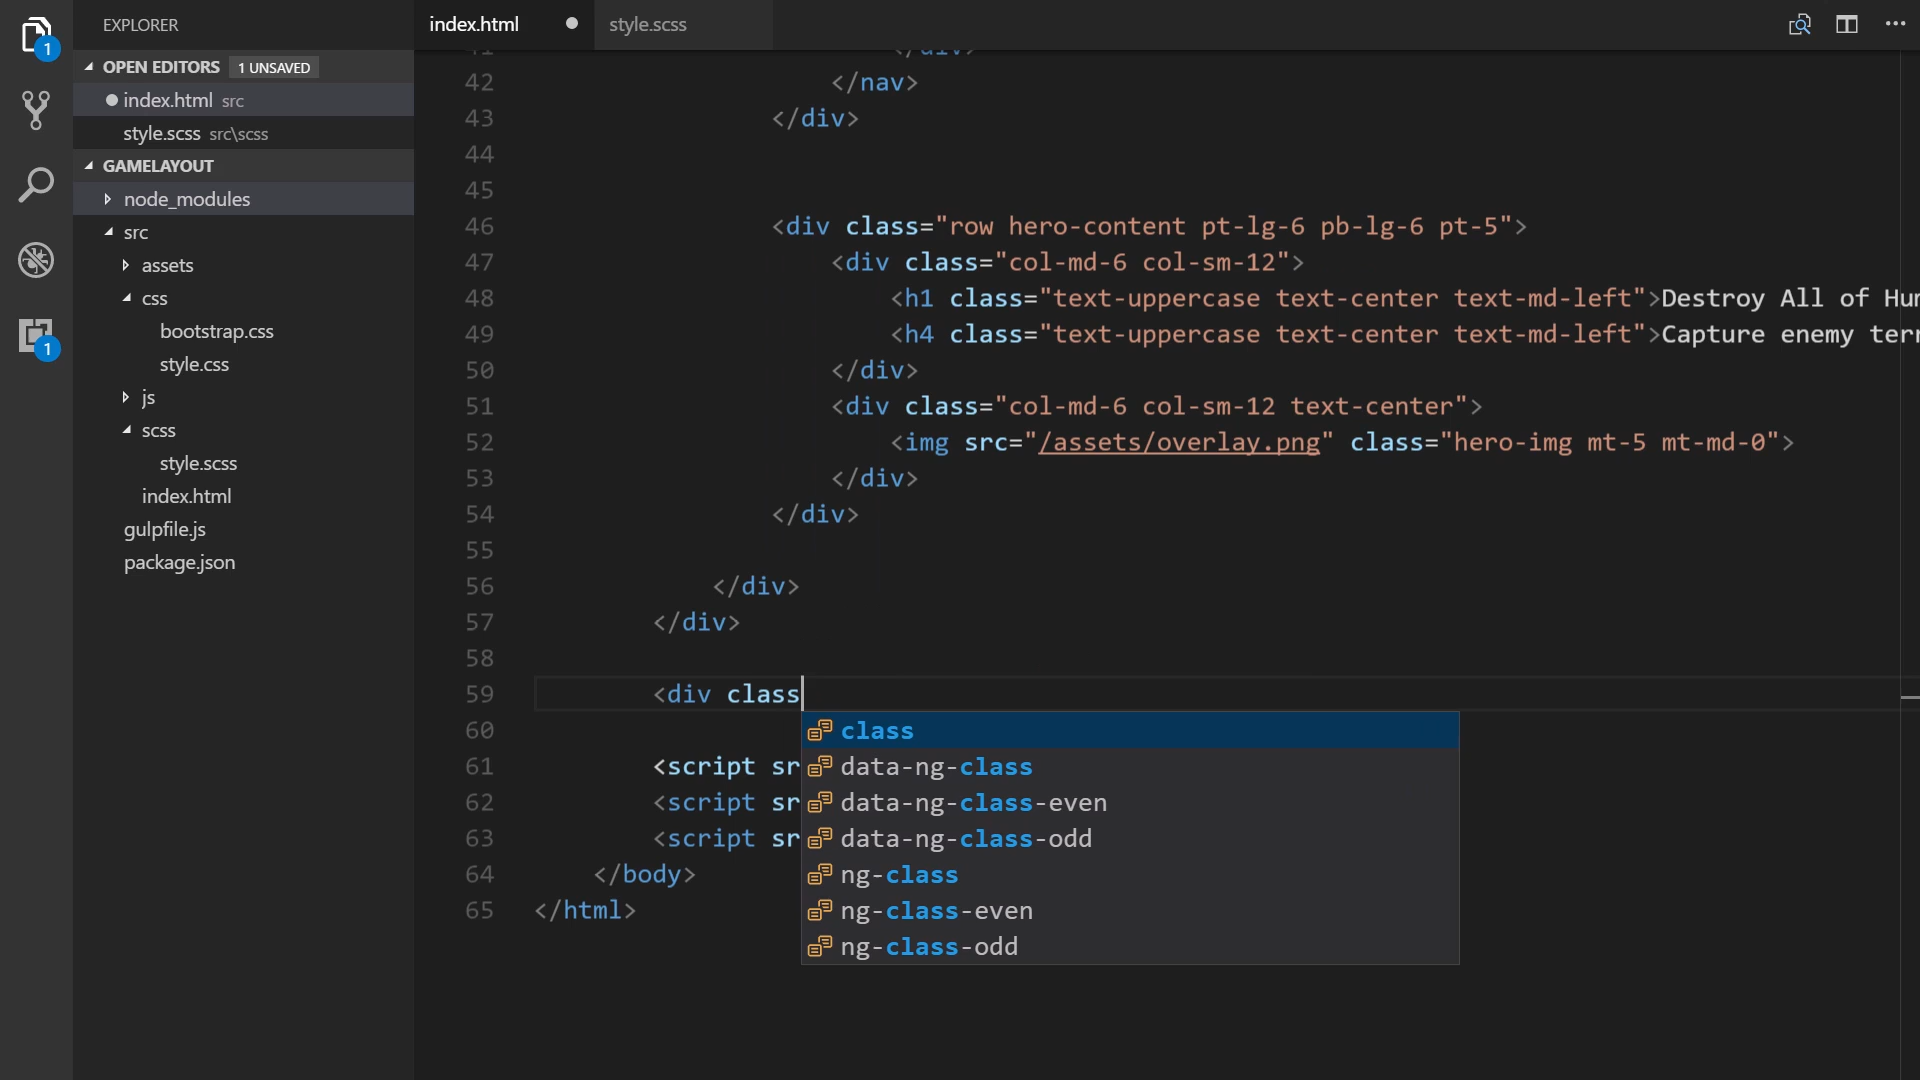 EXPLORER
OPEN EDITORS 1 UNSAVED
index.html src
style.scss src\scss
GAMELAYOUT
node_modules
src
assets
css
bootstrap.css
style.css
js
scss
style.scss
index.html
gulpfile.js
package.json
1
1
index.html
style.scss
41 </div>
42 </nav>
43 </div>
44
45
46 <div class="row hero-content pt-lg-6 pb-lg-6 pt-5">
47 <div class="col-md-6 col-sm-12">
48 <h1 class="text-uppercase text-center text-md-left">Destroy All of
49 <h4 class="text-uppercase text-center text-md-left">Capture enemy
50 </div>
51 <div class="col-md-6 col-sm-12 text-center">
52 <img src="/assets/overlay.png" class="hero-img mt-5 mt-md-0">
53 </div>
54 </div>
55
56 </div>
57 </div>
58
59 <div class
60
61 <script sr
62 <script sr
63 <script sr
64 </body>
65 </html>
class
data-ng-class
data-ng-class-even
data-ng-class-odd
ng-class
ng-class-even
ng-class-odd